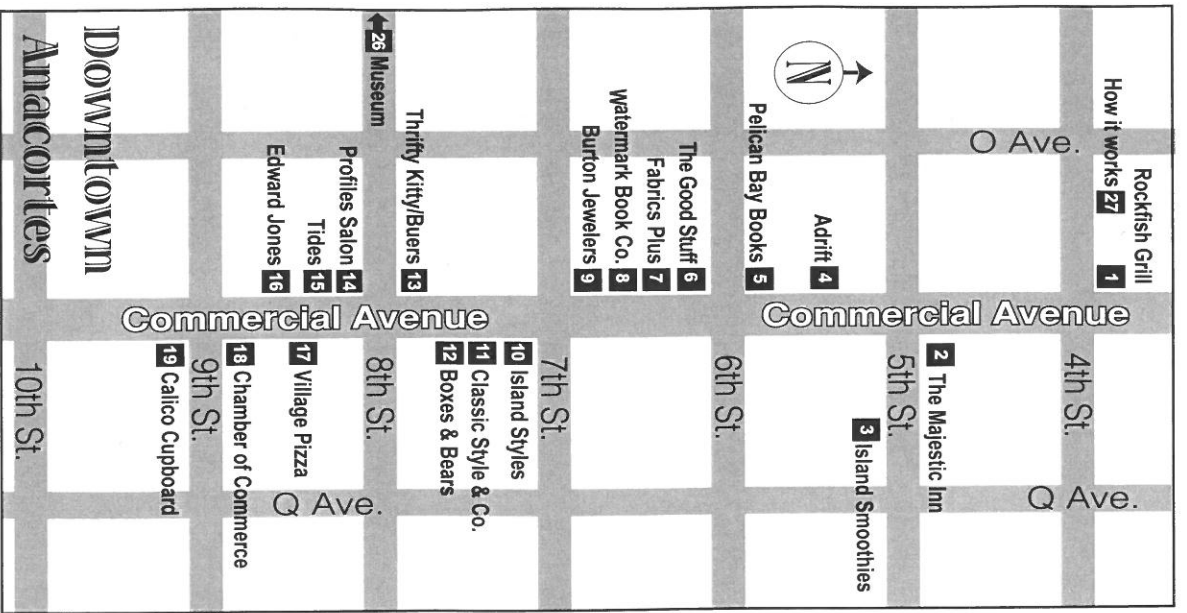 Rockfish Grill
1
How it works 27
O Ave.
4th St.
Q Ave.
2 The Majestic Inn
5th St.
Commercial Avenue
N
Adrift 4
3 Island Smoothies
Pelican Bay Books 5
6th St.
The Good Stuff 6
Fabrics Plus 7
Watermark Book Co. 8
Burton Jewelers 9
7th St.
10 Island Styles
11 Classic Style & Co.
12 Boxes & Bears
Thrifty Kitty/Buers 13
Commercial Avenue
26 Museum
8th St.
Profiles Salon 14
Tides 15
Edward Jones 16
Q Ave.
17 Village Pizza
18 Chamber of Commerce
9th St.
19 Calico Cupboard
10th St.
Downtown
Anacortes